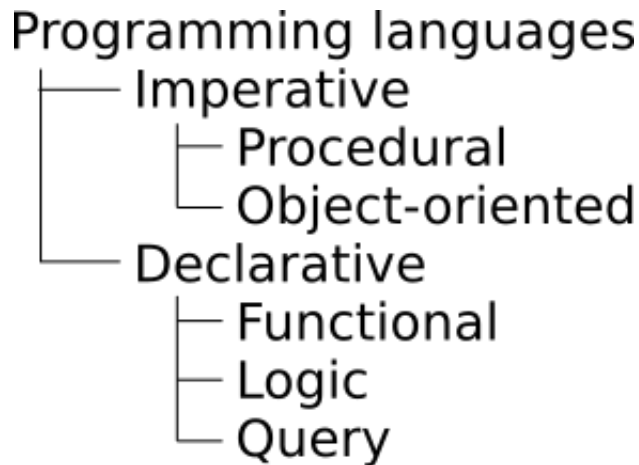 Programming languages
Imperative
Procedural
Object-oriented
Declarative
Functional
Logic
Query